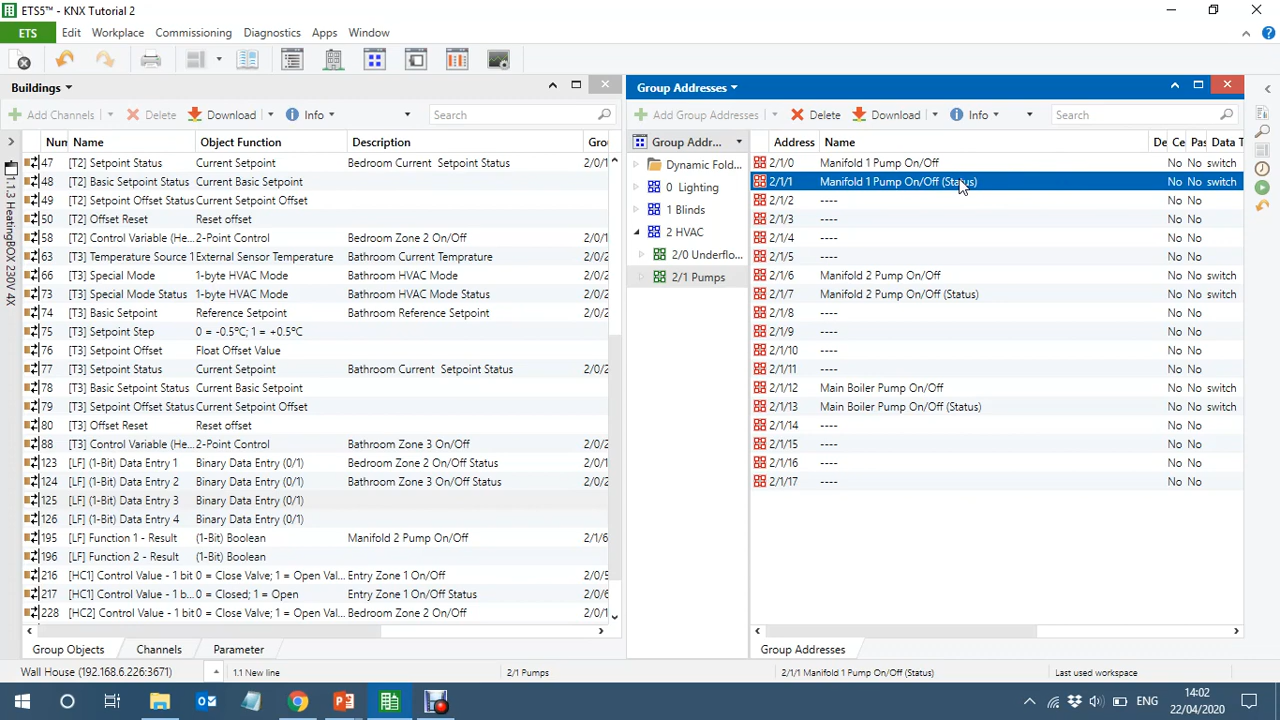 ETS5™ - KNX Tutorial 2
ETS Edit Workplace Commissioning Diagnostics Apps Window
Buildings
Add Channels Delete Download Info Search
Num Name Object Function Description Grou
47 [T2] Setpoint Status Current Setpoint Bedroom Current Setpoint Status 2/0/1
48 [T2] Basic Setpoint Status Current Basic Setpoint
49 [T2] Setpoint Offset Status Current Setpoint Offset
50 [T2] Offset Reset Reset offset
58 [T2] Control Variable (He... 2-Point Control Bedroom Zone 2 On/Off 2/0/1
63 [T3] Temperature Source 1 External Sensor Temperature Bathroom Current Temprature 2/0/2
66 [T3] Special Mode 1-byte HVAC Mode Bathroom HVAC Mode 2/0/2
73 [T3] Special Mode Status 1-byte HVAC Mode Bathroom HVAC Mode Status 2/0/2
74 [T3] Basic Setpoint Reference Setpoint Bathroom Reference Setpoint 2/0/2
75 [T3] Setpoint Step 0 = -0.5ºC; 1 = +0.5ºC
76 [T3] Setpoint Offset Float Offset Value
77 [T3] Setpoint Status Current Setpoint Bathroom Current Setpoint Status 2/0/2
78 [T3] Basic Setpoint Status Current Basic Setpoint
79 [T3] Setpoint Offset Status Current Setpoint Offset
80 [T3] Offset Reset Reset offset
88 [T3] Control Variable (He... 2-Point Control Bathroom Zone 3 On/Off 2/0/2
123 [LF] (1-Bit) Data Entry 1 Binary Data Entry (0/1) Bedroom Zone 2 On/Off Status 2/0/1
124 [LF] (1-Bit) Data Entry 2 Binary Data Entry (0/1) Bathroom Zone 3 On/Off Status 2/0/2
125 [LF] (1-Bit) Data Entry 3 Binary Data Entry (0/1)
126 [LF] (1-Bit) Data Entry 4 Binary Data Entry (0/1)
195 [LF] Function 1 - Result (1-Bit) Boolean Manifold 2 Pump On/Off 2/1/6
196 [LF] Function 2 - Result (1-Bit) Boolean
216 [HC1] Control Value - 1 bit 0 = Close Valve; 1 = Open Val... Entry Zone 1 On/Off 2/0/5
217 [HC1] Control Value - 1 b... 0 = Closed; 1 = Open Entry Zone 1 On/Off Status 2/0/6
228 [HC2] Control Value - 1 bit 0 = Close Valve; 1 = Open Val... Bedroom Zone 2 On/Off 2/0/1
Group Objects Channels Parameter
1.1.3 HeatingBOX 230V 4X
Group Addresses
Add Group Addresses Delete Download Info Search
Group Addr...
Dynamic Fold...
0 Lighting
1 Blinds
2 HVAC
2/0 Underflo...
2/1 Pumps
Address Name De Ce Pas Data T
2/1/0 Manifold 1 Pump On/Off No No switch
2/1/1 Manifold 1 Pump On/Off (Status) No No switch
2/1/2 ---- No No
2/1/3 ---- No No
2/1/4 ---- No No
2/1/5 ---- No No
2/1/6 Manifold 2 Pump On/Off No No switch
2/1/7 Manifold 2 Pump On/Off (Status) No No switch
2/1/8 ---- No No
2/1/9 ---- No No
2/1/10 ---- No No
2/1/11 ---- No No
2/1/12 Main Boiler Pump On/Off No No switch
2/1/13 Main Boiler Pump On/Off (Status) No No switch
2/1/14 ---- No No
2/1/15 ---- No No
2/1/16 ---- No No
2/1/17 ---- No No
Group Addresses
Wall House (192.168.6.226:3671) 1.1 New line 2/1 Pumps 2/1/1 Manifold 1 Pump On/Off (Status) Last used workspace
ENG 14:02
22/04/2020